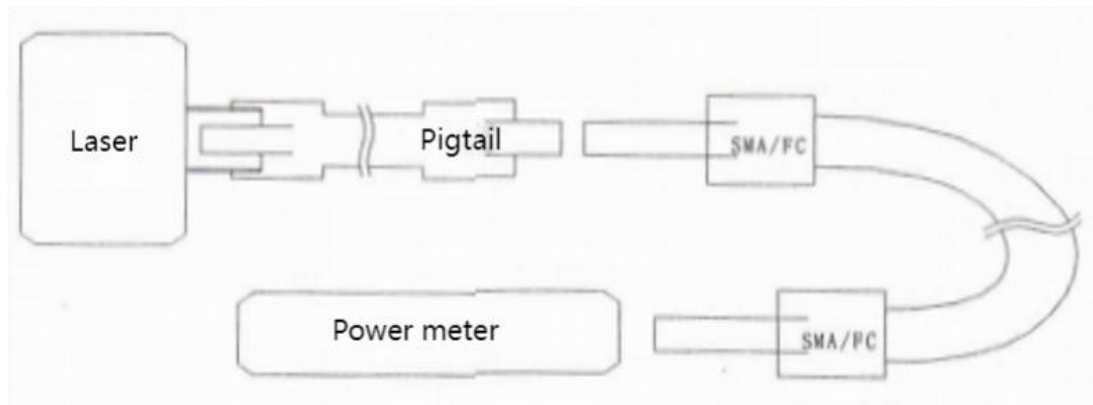 Laser
Pigtail
SMA/FC
Power meter
SMA/FC